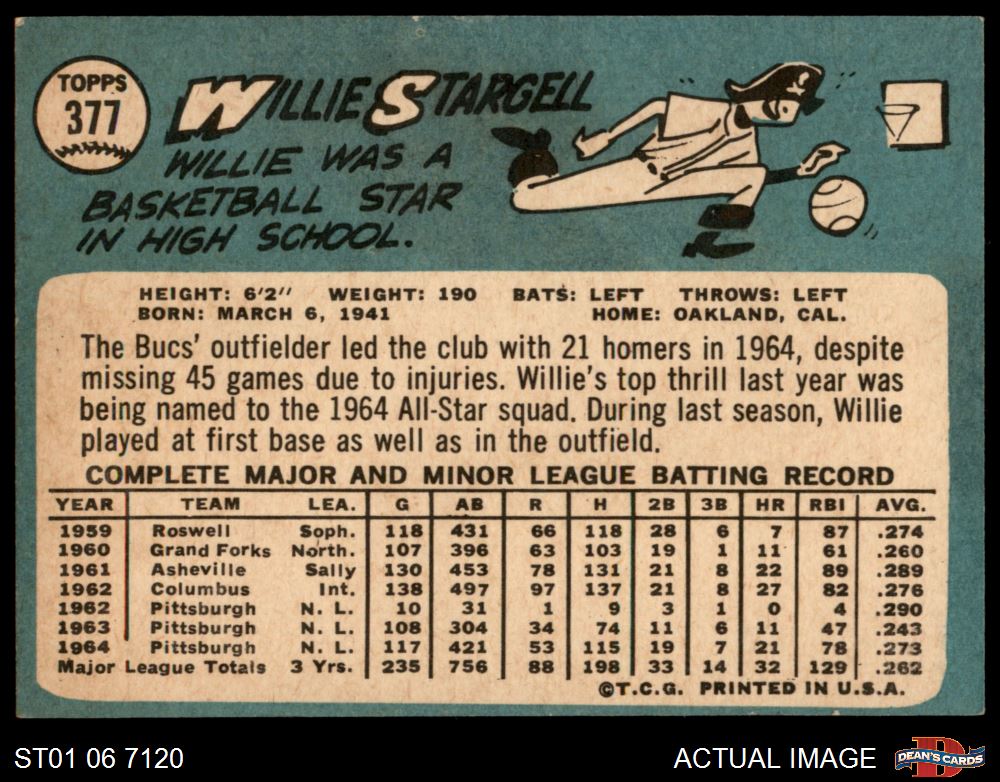 TOPPS
377
WILLIE STARGELL
WILLIE WAS A
BASKETBALL STAR
IN HIGH SCHOOL.
HEIGHT: 6'2" WEIGHT: 190 BATS: LEFT THROWS: LEFT
BORN: MARCH 6, 1941 HOME: OAKLAND, CAL.
The Bucs' outfielder led the club with 21 homers in 1964, despite
missing 45 games due to injuries. Willie's top thrill last year was
being named to the 1964 All-Star squad. During last season, Willie
played at first base as well as in the outfield.
COMPLETE MAJOR AND MINOR LEAGUE BATTING RECORD
YEAR TEAM LEA. G AB R H 2B 3B HR RBI AVG.
1959 Roswell Soph. 118 431 66 118 28 6 7 87 .274
1960 Grand Forks North. 107 396 63 103 19 1 11 61 .260
1961 Asheville Sally 130 453 78 131 21 8 22 89 .289
1962 Columbus Int. 138 497 97 137 21 8 27 82 .276
1962 Pittsburgh N. L. 10 31 1 9 3 1 0 4 .290
1963 Pittsburgh N. L. 108 304 34 74 11 6 11 47 .243
1964 Pittsburgh N. L. 117 421 53 115 19 7 21 78 .273
Major League Totals 3 Yrs. 235 756 88 198 33 14 32 129 .262
©T.C.G. PRINTED IN U.S.A.
ST01 06 7120
ACTUAL IMAGE
D
DEAN'S CARDS